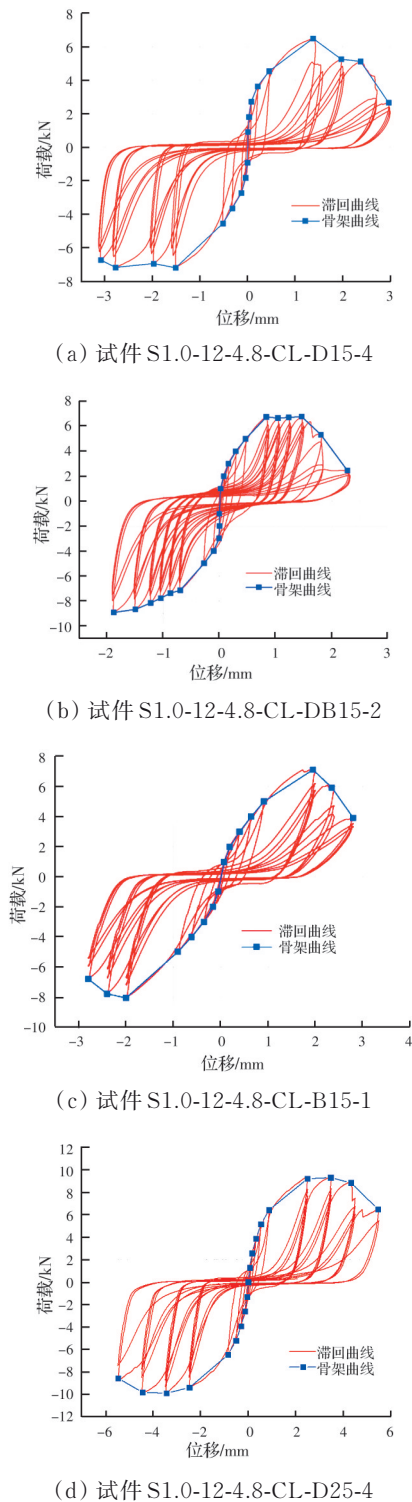 8
6
4
2
0
−2
−4
−6
−8
荷载/kN
滞回曲线
骨架曲线
−3 −2 −1 0 1 2 3
位移/mm
（a）试件 S1.0-12-4.8-CL-D15-4
8
6
4
2
0
−2
−4
−6
−8
−10
荷载/kN
滞回曲线
骨架曲线
−2 −1 0 1 2 3
位移/mm
（b）试件 S1.0-12-4.8-CL-DB15-2
8
6
4
2
0
−2
−4
−6
−8
−10
荷载/kN
滞回曲线
骨架曲线
−3 −2 −1 0 1 2 3 4
位移/mm
（c）试件 S1.0-12-4.8-CL-B15-1
12
10
8
6
4
2
0
−2
−4
−6
−8
−10
−12
荷载/kN
滞回曲线
骨架曲线
−6 −4 −2 0 2 4 6
位移/mm
（d）试件 S1.0-12-4.8-CL-D25-4